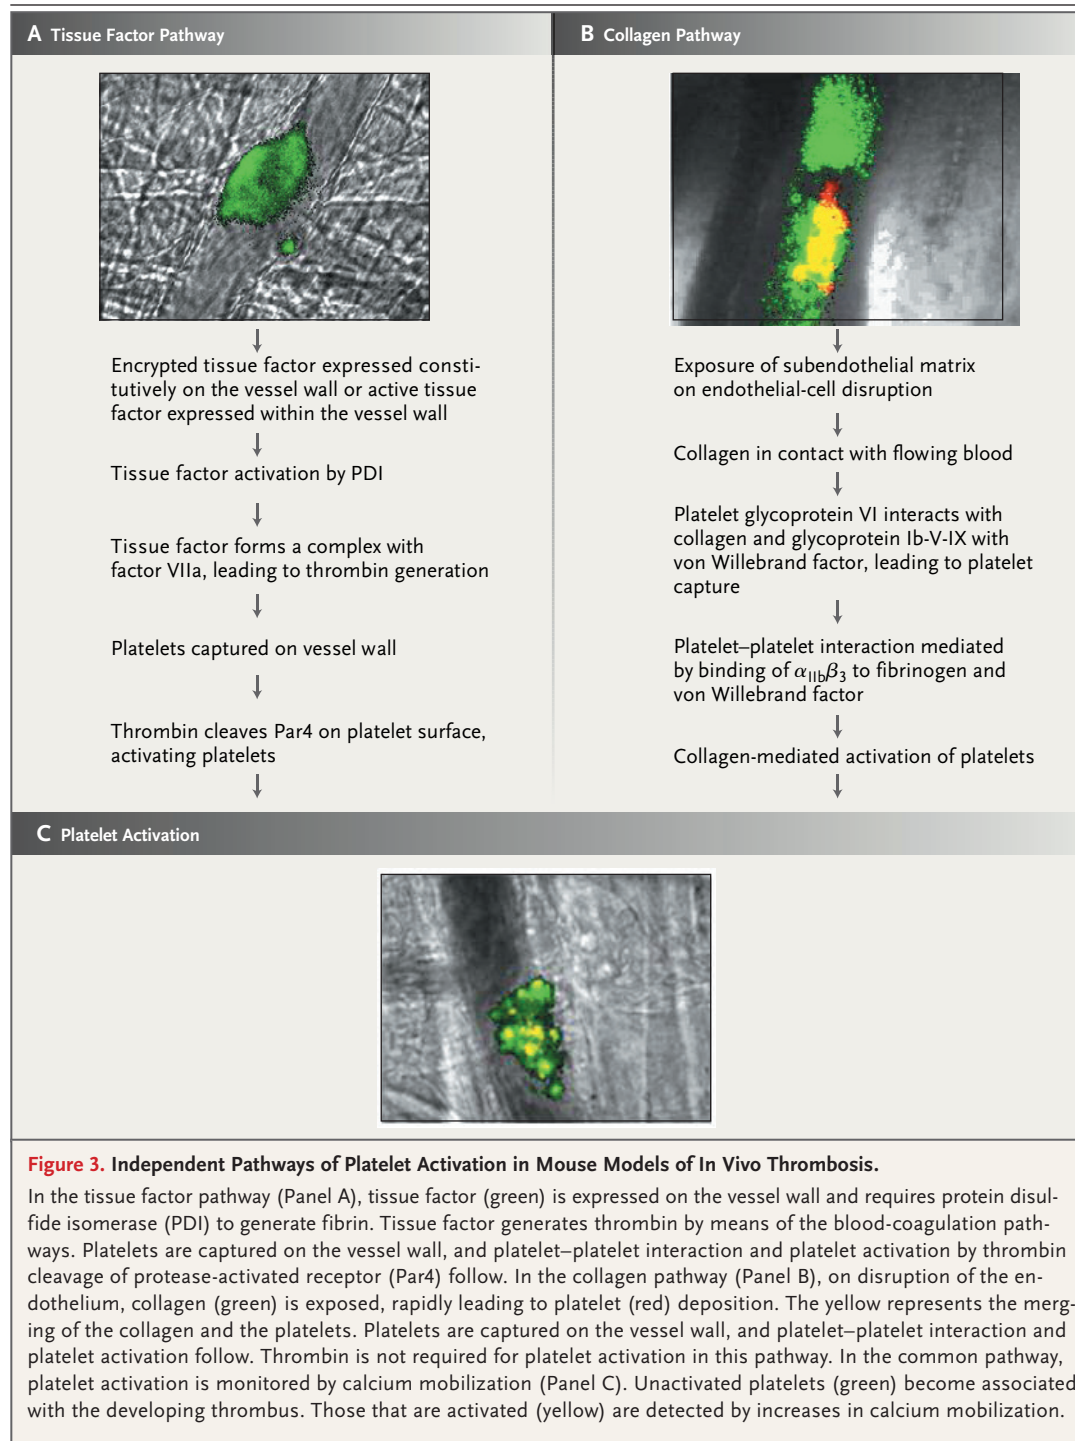 A Tissue Factor Pathway
B Collagen Pathway
Encrypted tissue factor expressed consti-
tutively on the vessel wall or active tissue
factor expressed within the vessel wall
Tissue factor activation by PDI
Tissue factor forms a complex with
factor VIIa, leading to thrombin generation
Platelets captured on vessel wall
Thrombin cleaves Par4 on platelet surface,
activating platelets
Exposure of subendothelial matrix
on endothelial-cell disruption
Collagen in contact with flowing blood
Platelet glycoprotein VI interacts with
collagen and glycoprotein Ib-V-IX with
von Willebrand factor, leading to platelet
capture
Platelet–platelet interaction mediated
by binding of αIIbβ3 to fibrinogen and
von Willebrand factor
Collagen-mediated activation of platelets
C Platelet Activation
Figure 3. Independent Pathways of Platelet Activation in Mouse Models of In Vivo Thrombosis.
In the tissue factor pathway (Panel A), tissue factor (green) is expressed on the vessel wall and requires protein disul-
fide isomerase (PDI) to generate fibrin. Tissue factor generates thrombin by means of the blood-coagulation path-
ways. Platelets are captured on the vessel wall, and platelet–platelet interaction and platelet activation by thrombin
cleavage of protease-activated receptor (Par4) follow. In the collagen pathway (Panel B), on disruption of the en-
dothelium, collagen (green) is exposed, rapidly leading to platelet (red) deposition. The yellow represents the merg-
ing of the collagen and the platelets. Platelets are captured on the vessel wall, and platelet–platelet interaction and
platelet activation follow. Thrombin is not required for platelet activation in this pathway. In the common pathway,
platelet activation is monitored by calcium mobilization (Panel C). Unactivated platelets (green) become associated
with the developing thrombus. Those that are activated (yellow) are detected by increases in calcium mobilization.